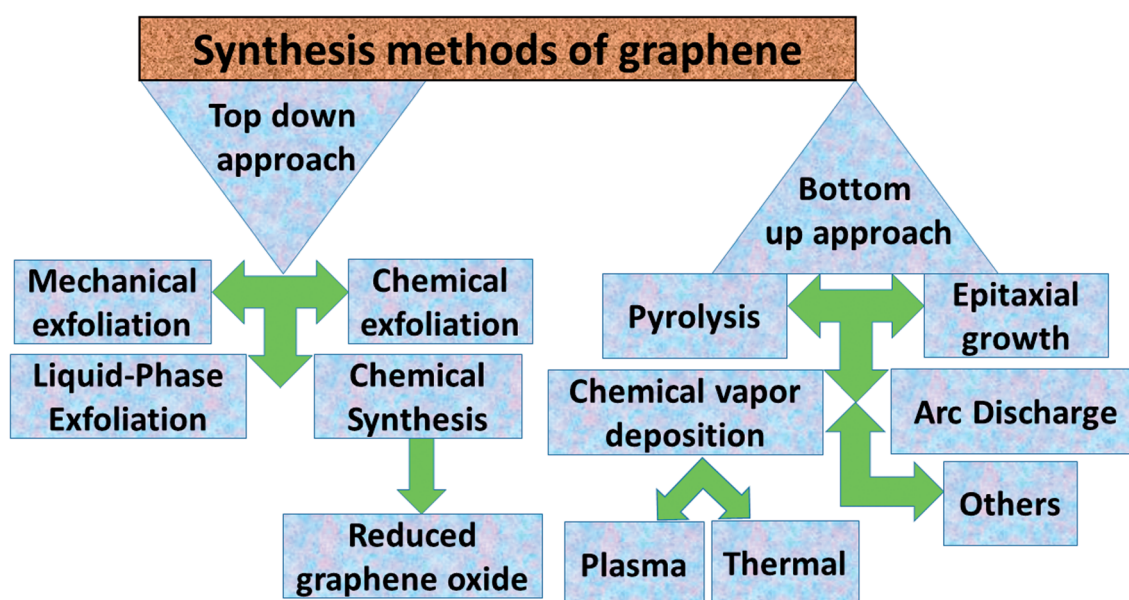 Synthesis methods of graphene
Top down
approach
Bottom
up approach
Mechanical
exfoliation
Chemical
exfoliation
Liquid-Phase
Exfoliation
Chemical
Synthesis
Reduced
graphene oxide
Pyrolysis
Epitaxial
growth
Chemical vapor
deposition
Arc Discharge
Others
Plasma
Thermal